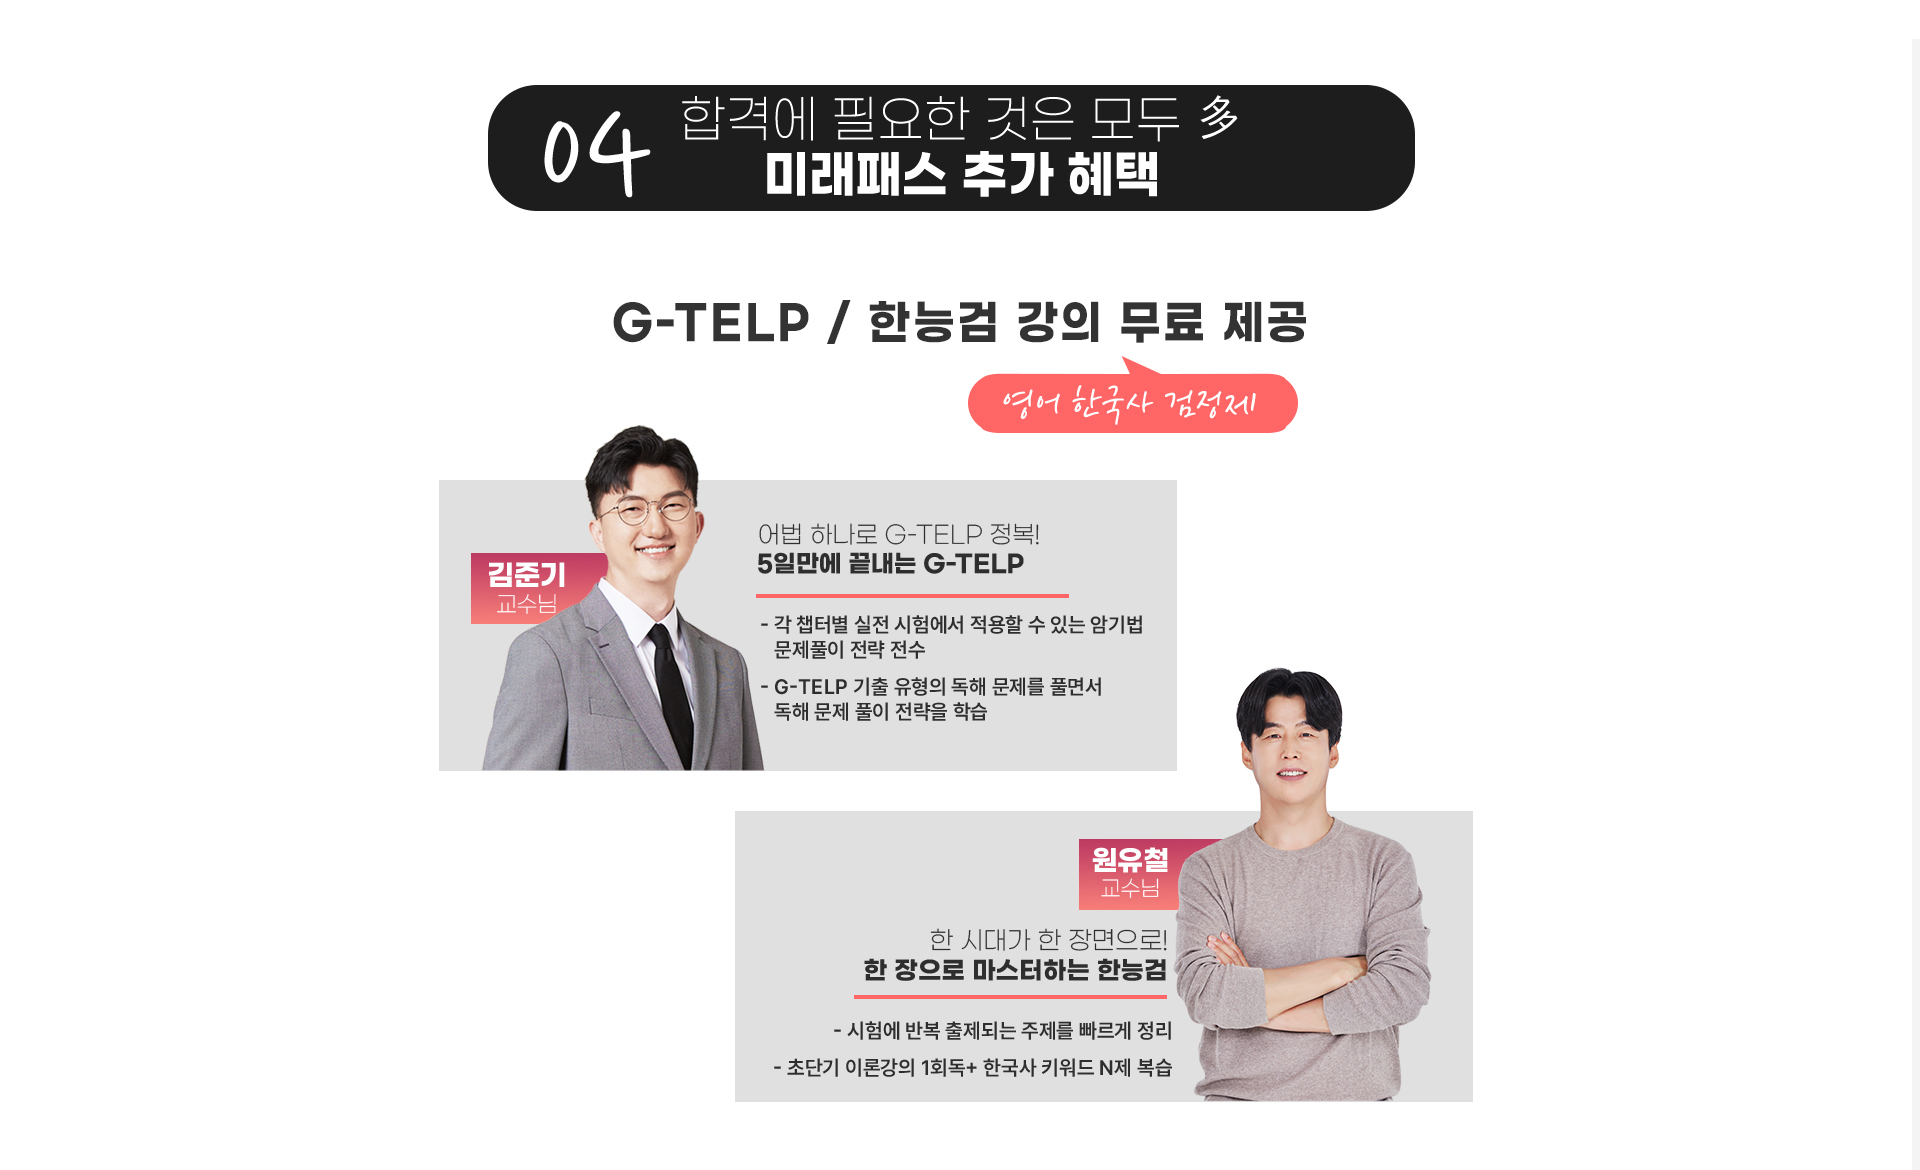 04
합격에 필요한 것은 모두 多
미래패스 추가 혜택
G-TELP / 한능검 강의 무료 제공
영어 한국사 검정제
김준기
교수님
어법 하나로 G-TELP 정복!
5일만에 끝내는 G-TELP
- 각 챕터별 실전 시험에서 적용할 수 있는 암기법
문제풀이 전략 전수
- G-TELP 기출 유형의 독해 문제를 풀면서
독해 문제 풀이 전략을 학습
원유철
교수님
한 시대가 한 장면으로!
한 장으로 마스터하는 한능검
- 시험에 반복 출제되는 주제를 빠르게 정리
- 초단기 이론강의 1회독+ 한국사 키워드 N제 복습